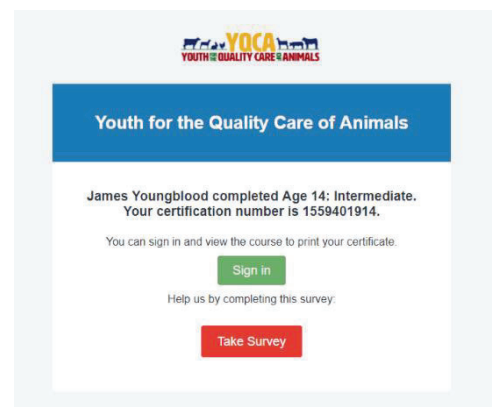 YQCA
YOUTH FOR THE QUALITY CARE OF ANIMALS
Youth for the Quality Care of Animals
James Youngblood completed Age 14: Intermediate.
Your certification number is 1559401914.
You can sign in and view the course to print your certificate.
Sign in
Help us by completing this survey:
Take Survey